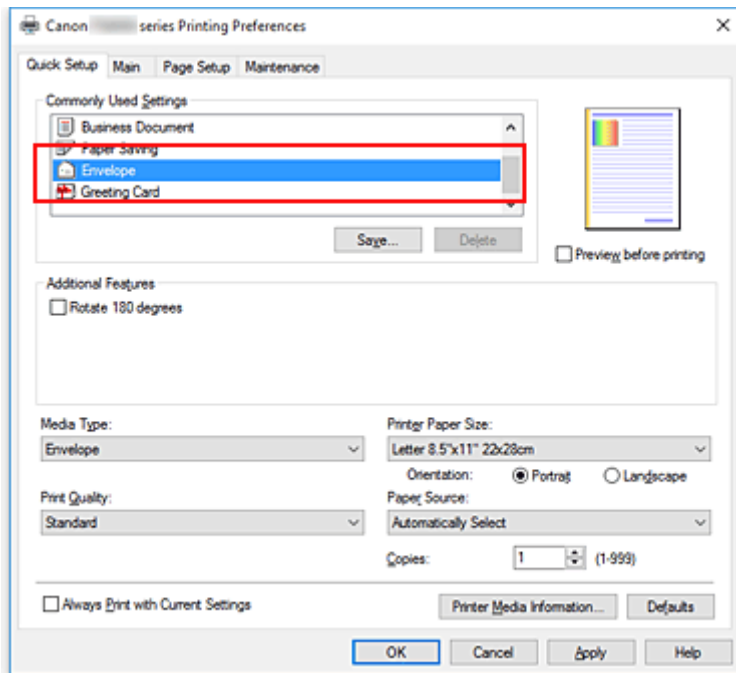 Canon series Printing Preferences
Quick Setup Main Page Setup Maintenance
Commonly Used Settings
Business Document
Paper Saving
Envelope
Greeting Card
Save... Delete
Preview before printing
Additional Features
Rotate 180 degrees
Media Type: Printer Paper Size:
Envelope Letter 8.5"x11" 22x28cm
Orientation: Portrait Landscape
Print Quality: Paper Source:
Standard Automatically Select
Copies: 1 (1-999)
Always Print with Current Settings Printer Media Information... Defaults
OK Cancel Apply Help